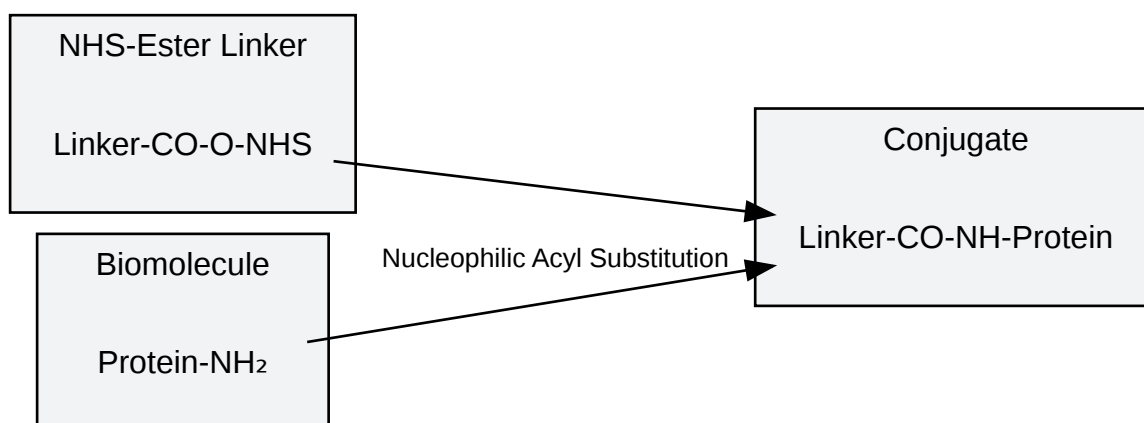 NHS-Ester Linker
Linker-CO-O-NHS
Biomolecule
Protein-NH₂
Nucleophilic Acyl Substitution
Conjugate
Linker-CO-NH-Protein